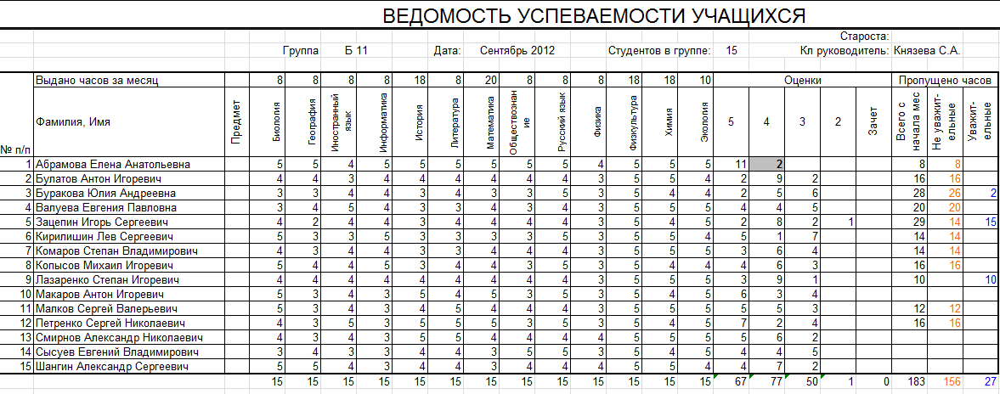 ВЕДОМОСТЬ УСПЕВАЕМОСТИ УЧАЩИХСЯ
Староста:
Группа Б 11 Дата: Сентябрь 2012 Студентов в группе: 15 Кл руководитель: Князева С.А.
Выдано часов за месяц 8 8 8 8 18 8 20 8 8 8 18 18 10 Оценки Пропущено часов
№ п/п Фамилия, Имя Предмет Биология География Иностранный язык Информатика История Литература Математика Обществознание Русский язык Физика Физкультура Химия Экология 5 4 3 2 Зачет Всего с начала мес Не уважит-ельные Уважит-ельные
1 Абрамова Елена Анатольевна 5 5 4 5 5 5 5 5 5 4 5 5 5 11 2 8 8
2 Булатов Антон Игоревич 4 4 3 4 4 4 4 4 4 3 5 5 4 2 9 2 16 16
3 Буракова Юлия Андреевна 3 3 4 4 3 3 4 3 5 3 5 4 4 2 5 6 28 26 2
4 Валуева Евгения Павловна 3 4 5 4 3 3 4 3 4 3 5 5 5 4 4 5 20 20
5 Зацепин Игорь Сергеевич 4 2 4 4 3 4 4 4 4 3 5 4 5 2 8 2 1 29 14 15
6 Кирилишин Лев Сергеевич 5 3 3 5 3 3 3 3 5 3 5 5 4 5 1 7 14 14
7 Комаров Степан Владимирович 4 3 4 4 3 3 4 4 4 3 5 5 5 3 6 4 14 14
8 Копысов Михаил Игоревич 5 4 4 5 3 4 4 3 5 3 5 4 4 4 6 3 16 16
9 Лазаренко Степан Игоревич 4 4 4 4 4 4 4 4 4 3 5 5 5 3 9 1 10 10
10 Макаров Антон Игоревич 5 3 4 3 5 4 5 3 4 3 5 5 5 6 3 4
11 Малков Сергей Валерьевич 5 3 4 3 4 5 4 4 4 3 5 5 5 5 5 3 12 12
12 Петренко Сергей Николаевич 4 3 5 3 5 5 5 3 5 3 5 4 5 7 2 4 16 16
13 Смирнов Александр Николаевич 4 3 4 3 5 5 4 4 4 4 5 5 5 5 6 2
14 Сысуев Евгений Владимирович 3 4 3 3 4 4 3 5 5 3 5 4 5 4 4 5
15 Шангин Александр Сергеевич 5 5 4 3 4 4 3 4 4 4 5 5 4 4 7 2
15 15 15 15 15 15 15 15 15 15 15 15 15 67 77 50 1 0 183 156 27